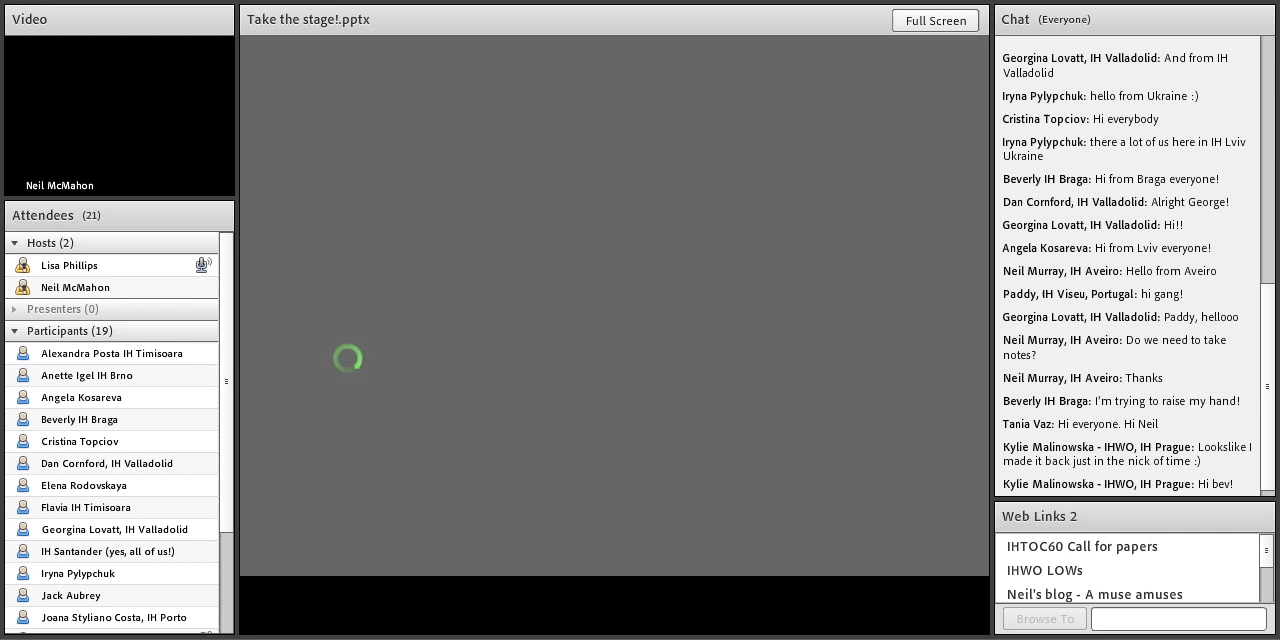 Video
Neil McMahon
Attendees (21)
Hosts (2)
Lisa Phillips
Neil McMahon
Presenters (0)
Participants (19)
Alexandra Posta IH Timisoara
Anette Igel IH Brno
Angela Kosareva
Beverly IH Braga
Cristina Topciov
Dan Cornford, IH Valladolid
Elena Rodovskaya
Flavia IH Timisoara
Georgina Lovatt, IH Valladolid
IH Santander (yes, all of us!)
Iryna Pylypchuk
Jack Aubrey
Joana Styliano Costa, IH Porto
Take the stage!.pptx
Full Screen
Chat (Everyone)
Georgina Lovatt, IH Valladolid: And from IH
Valladolid
Iryna Pylypchuk: hello from Ukraine :)
Cristina Topciov: Hi everybody
Iryna Pylypchuk: there a lot of us here in IH Lviv
Ukraine
Beverly IH Braga: Hi from Braga everyone!
Dan Cornford, IH Valladolid: Alright George!
Georgina Lovatt, IH Valladolid: Hi!!
Angela Kosareva: Hi from Lviv everyone!
Neil Murray, IH Aveiro: Hello from Aveiro
Paddy, IH Viseu, Portugal: hi gang!
Georgina Lovatt, IH Valladolid: Paddy, hellooo
Neil Murray, IH Aveiro: Do we need to take
notes?
Neil Murray, IH Aveiro: Thanks
Beverly IH Braga: I'm trying to raise my hand!
Tania Vaz: Hi everyone. Hi Neil
Kylie Malinowska - IHWO, IH Prague: Lookslike I
made it back just in the nick of time :)
Kylie Malinowska - IHWO, IH Prague: Hi bev!
Web Links 2
IHTOC60 Call for papers
IHWO LOWs
Neil's blog - A muse amuses
Browse To